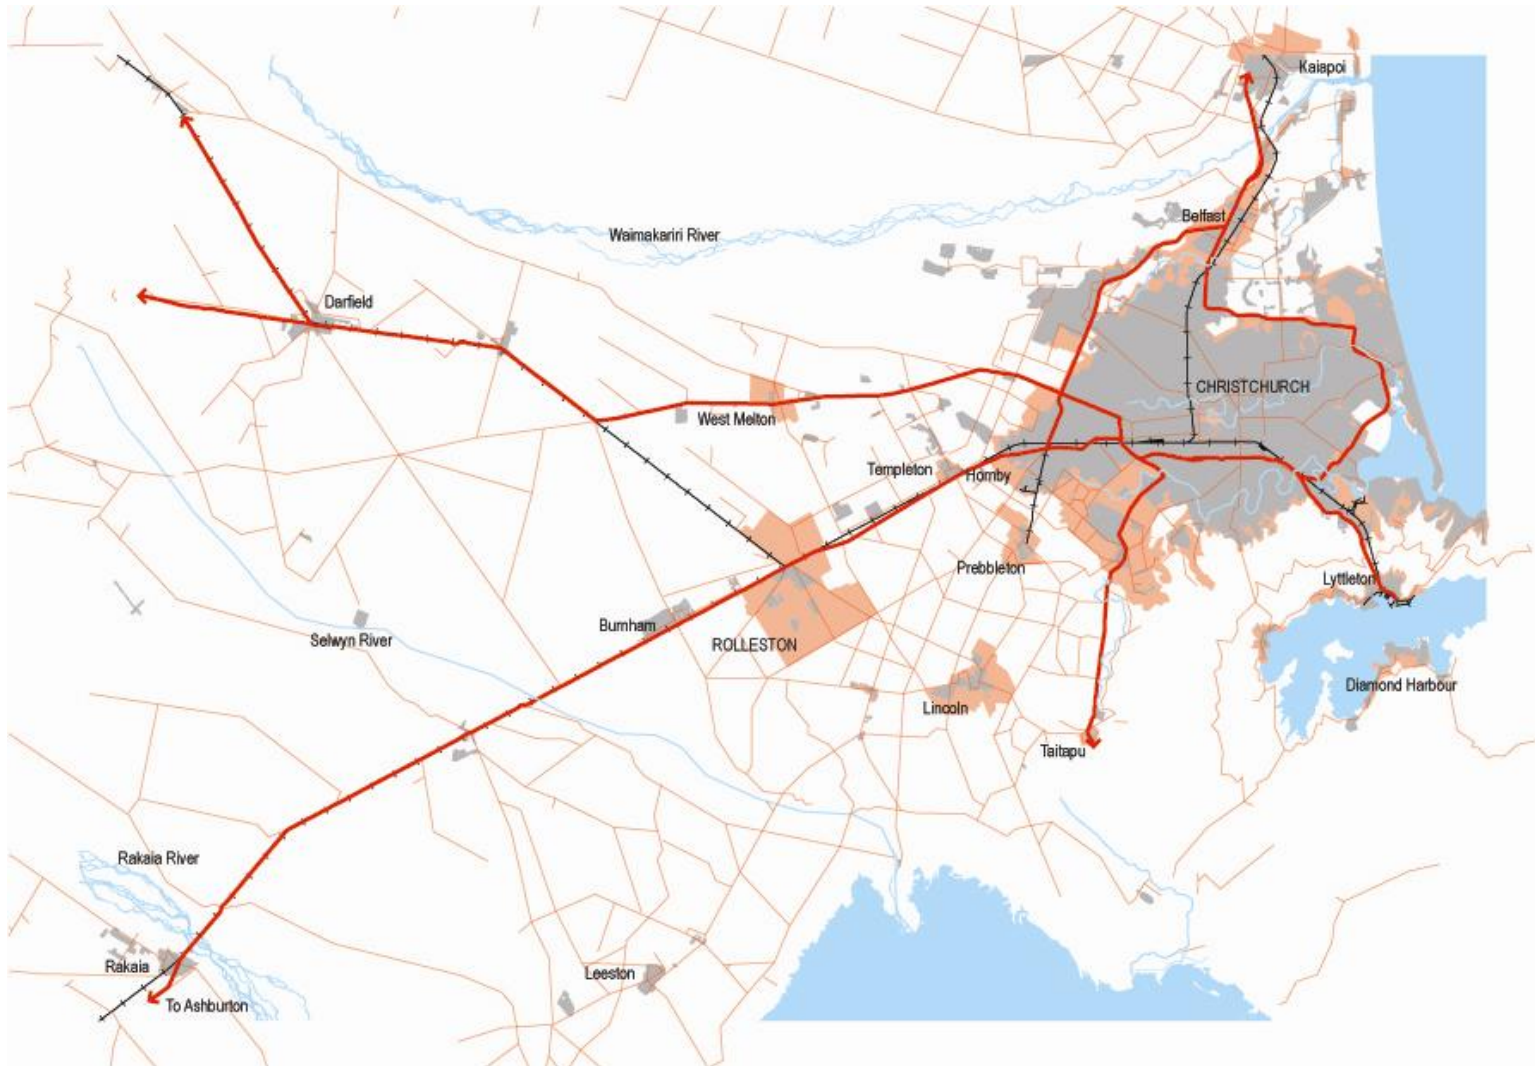 Kaiapoi
Belfast
Waimakariri River
Darfield
CHRISTCHURCH
West Melton
Templeton
Hornby
Prebbleton
Lyttleton
Burnham
ROLLESTON
Selwyn River
Diamond Harbour
Lincoln
Taitapu
Rakaia River
Rakaia
Leeston
To Ashburton